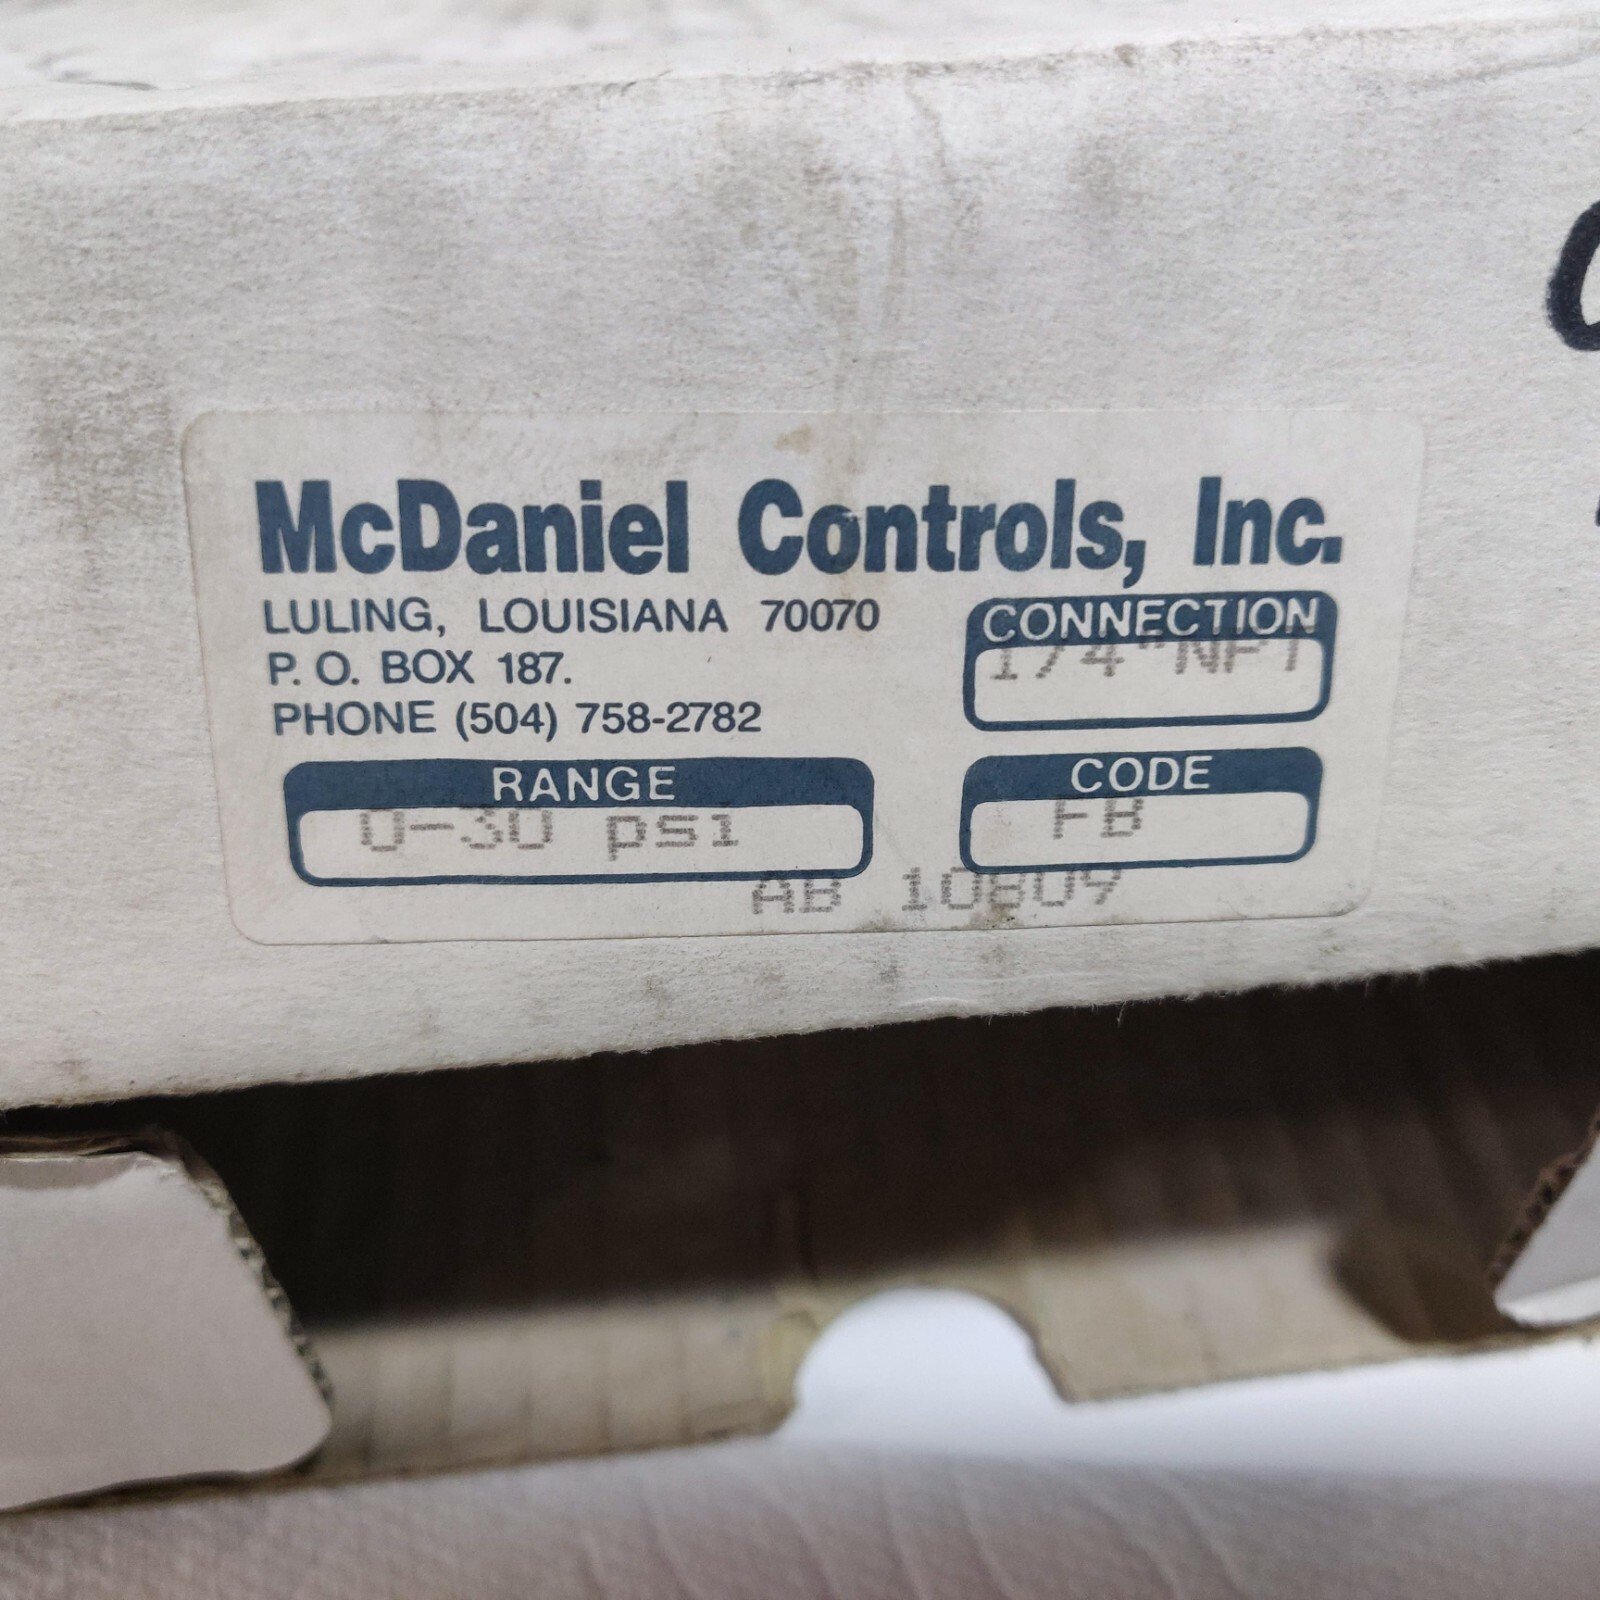 McDaniel Controls, Inc.
LULING, LOUISIANA 70070
P. O. BOX 187.
PHONE (504) 758-2782
CONNECTION
1/4"NPT
RANGE
0-30 psi
CODE
FB
AB 10809